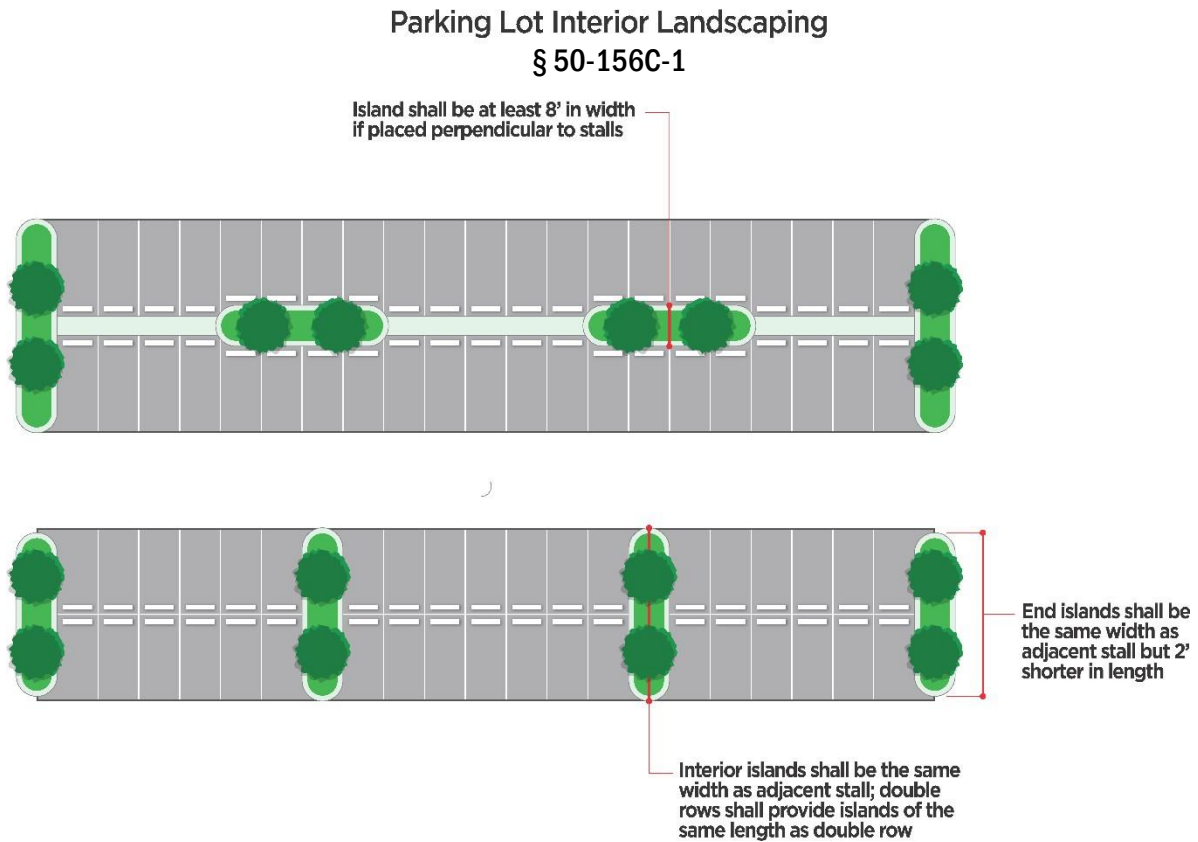 Parking Lot Interior Landscaping
§ 50-156C-1
Island shall be at least 8’ in width
if placed perpendicular to stalls
End islands shall be
the same width as
adjacent stall but 2’
shorter in length
Interior islands shall be the same
width as adjacent stall; double
rows shall provide islands of the
same length as double row